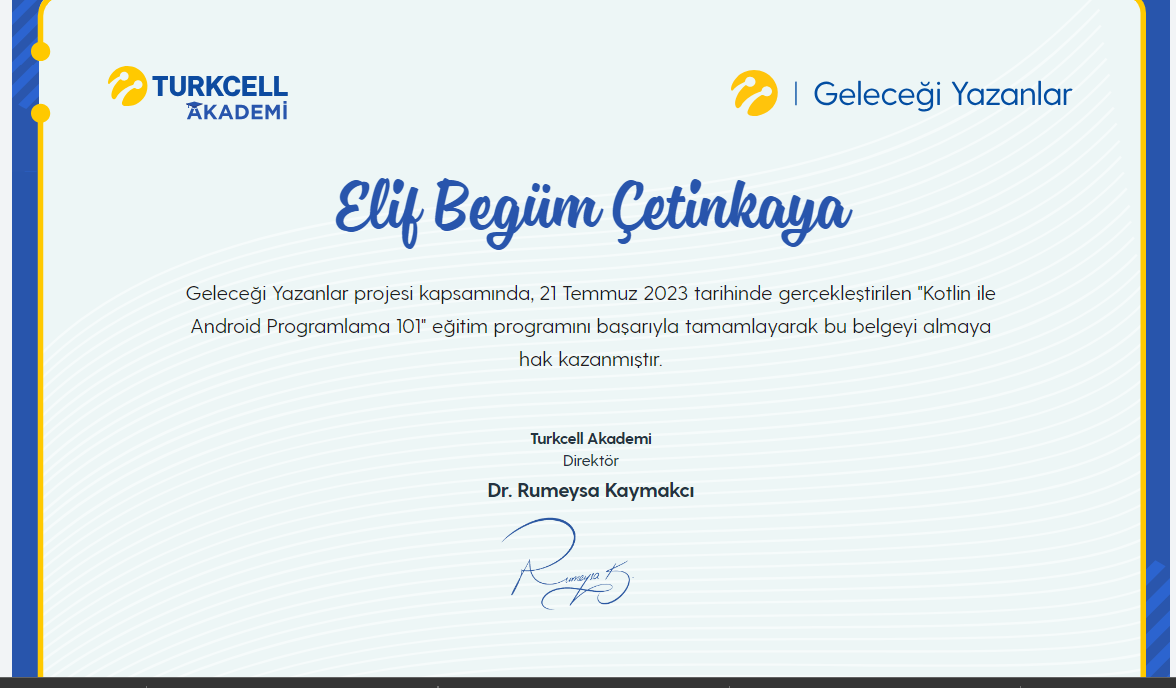 TURKCELL
AKADEMİ
Geleceği Yazanlar
Elif Begüm Çetinkaya
Geleceği Yazanlar projesi kapsamında, 21 Temmuz 2023 tarihinde gerçekleştirilen "Kotlin ile
Android Programlama 101" eğitim programını başarıyla tamamlayarak bu belgeyi almaya
hak kazanmıştır.
Turkcell Akademi
Direktör
Dr. Rumeysa Kaymakcı
Rumeysa K